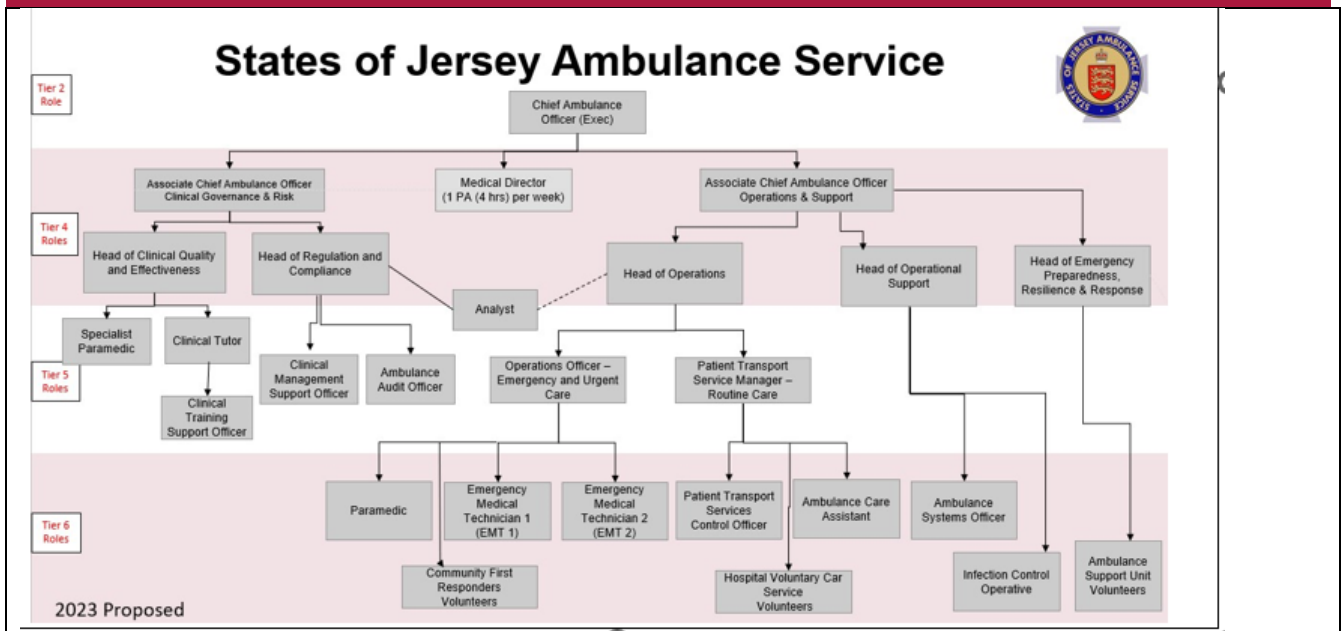 States of Jersey Ambulance Service
STATES OF JERSEY AMBULANCE SERVICE
Tier 2
Role
Chief Ambulance
Officer (Exec)
Associate Chief Ambulance Officer
Clinical Governance & Risk
Medical Director
(1 PA (4 hrs) per week)
Associate Chief Ambulance Officer
Operations & Support
Tier 4
Roles
Head of Clinical Quality
and Effectiveness
Head of Regulation and
Compliance
Analyst
Head of Operations
Head of Operational
Support
Head of Emergency
Preparedness,
Resilience & Response
Specialist
Paramedic
Clinical Tutor
Tier 5
Roles
Clinical
Management
Support Officer
Ambulance
Audit Officer
Operations Officer –
Emergency and Urgent
Care
Patient Transport
Service Manager –
Routine Care
Clinical
Training
Support Officer
Tier 6
Roles
Paramedic
Emergency
Medical
Technician 1
(EMT 1)
Emergency
Medical
Technician 2
(EMT 2)
Patient Transport
Services
Control Officer
Ambulance Care
Assistant
Ambulance
Systems Officer
Community First
Responders
Volunteers
Hospital Voluntary Car
Service
Volunteers
Infection Control
Operative
Ambulance
Support Unit
Volunteers
2023 Proposed